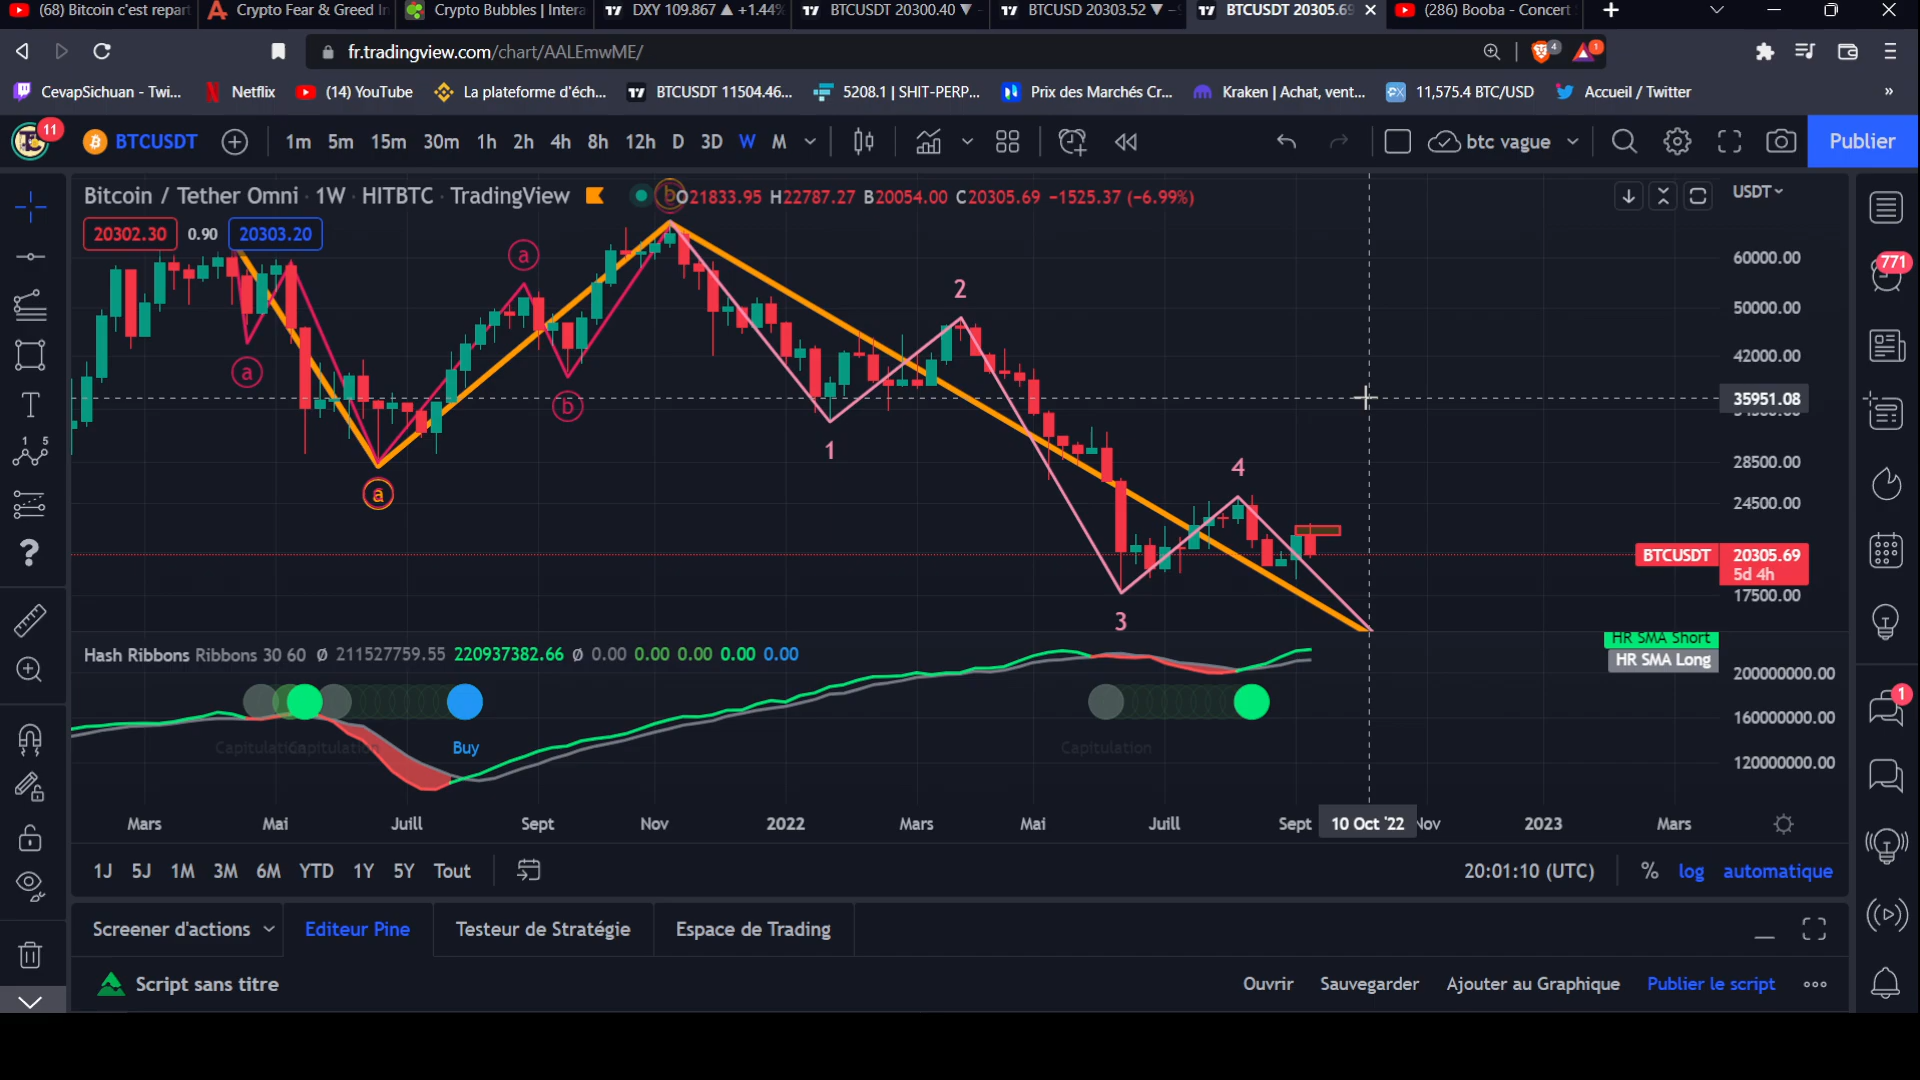 (68) Bitcoin c'est repart
Crypto Fear & Greed In
Crypto Bubbles | Intera
DXY 109.867 ▲ +1.44%
BTCUSDT 20300.40 ▼
BTCUSD 20303.52 ▼
BTCUSDT 20305.69
(286) Booba - Concert
fr.tradingview.com/chart/AALEmwME/
4
1
CevapSichuan - Twi...
Netflix
(14) YouTube
La plateforme d'éch...
BTCUSDT 11504.46...
5208.1 | SHIT-PERP...
Prix des Marchés Cr...
Kraken | Achat, vent...
11,575.4 BTC/USD
Accueil / Twitter
»
11
BTCUSDT
1m 5m 15m 30m 1h 2h 4h 8h 12h D 3D W M
btc vague
Publier
Bitcoin / Tether Omni · 1W · HITBTC · TradingView
O21833.95 H22787.27 B20054.00 C20305.69 −1525.37 (−6.99%)
USDT
20302.30 0.90 20303.20
60000.00
50000.00
42000.00
35951.08
28500.00
24500.00
BTCUSDT 20305.69
5d 4h
17500.00
b
a
a
b
a
1
2
3
4
771
Hash Ribbons Ribbons 30 60 Ø 211527759.55 220937382.66 Ø 0.00 0.00 0.00 0.00 0.00
HR SMA Short
HR SMA Long
200000000.00
160000000.00
120000000.00
Capitulation
Buy
Capitulation
1
Mars Mai Juill Sept Nov 2022 Mars Mai Juill Sept 10 Oct '22 Nov 2023 Mars
1J 5J 1M 3M 6M YTD 1Y 5Y Tout
20:01:10 (UTC) % log automatique
Screener d'actions
Editeur Pine
Testeur de Stratégie
Espace de Trading
Script sans titre
Ouvrir
Sauvegarder
Ajouter au Graphique
Publier le script